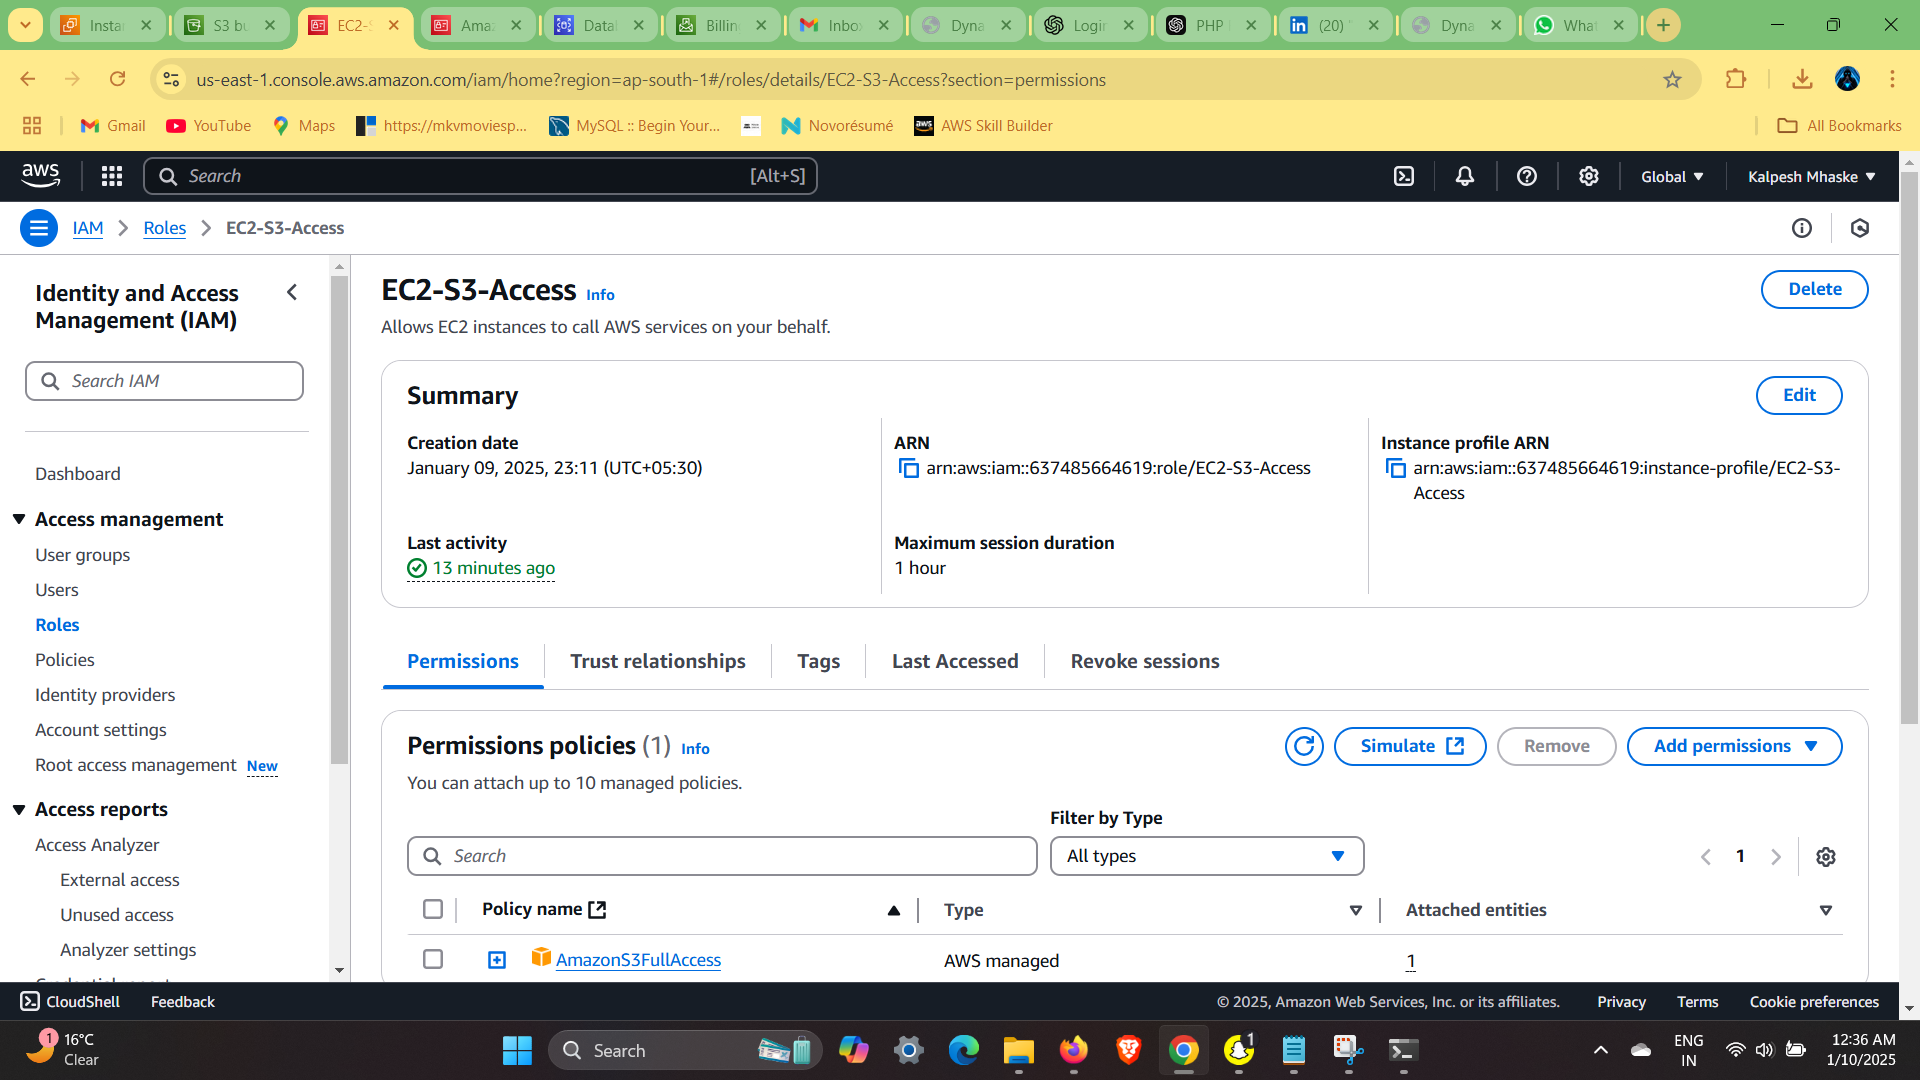 Instar
S3 bu
EC2-S
Amaz
Datal
Billin
Inbox
Dyna
Login
PHP
(20)
Dyna
What
us-east-1.console.aws.amazon.com/iam/home?region=ap-south-1#/roles/details/EC2-S3-Access?section=permissions
Gmail
YouTube
Maps
https://mkvmoviesp...
MySQL :: Begin Your...
Novorésumé
aws
AWS Skill Builder
All Bookmarks
aws
Search
[Alt+S]
Global
Kalpesh Mhaske
IAM
Roles
EC2-S3-Access
Identity and Access
Management (IAM)
Search IAM
Dashboard
Access management
User groups
Users
Roles
Policies
Identity providers
Account settings
Root access management New
Access reports
Access Analyzer
External access
Unused access
Analyzer settings
EC2-S3-Access Info
Delete
Allows EC2 instances to call AWS services on your behalf.
Summary
Edit
Creation date
January 09, 2025, 23:11 (UTC+05:30)
ARN
arn:aws:iam::637485664619:role/EC2-S3-Access
Instance profile ARN
arn:aws:iam::637485664619:instance-profile/EC2-S3-
Access
Last activity
13 minutes ago
Maximum session duration
1 hour
Permissions
Trust relationships
Tags
Last Accessed
Revoke sessions
Permissions policies (1) Info
Simulate
Remove
Add permissions
You can attach up to 10 managed policies.
Filter by Type
Search
All types
1
Policy name
Type
Attached entities
AmazonS3FullAccess
AWS managed
1
CloudShell
Feedback
© 2025, Amazon Web Services, Inc. or its affiliates.
Privacy
Terms
Cookie preferences
1
16°C
Clear
Search
1
ENG
IN
12:36 AM
1/10/2025